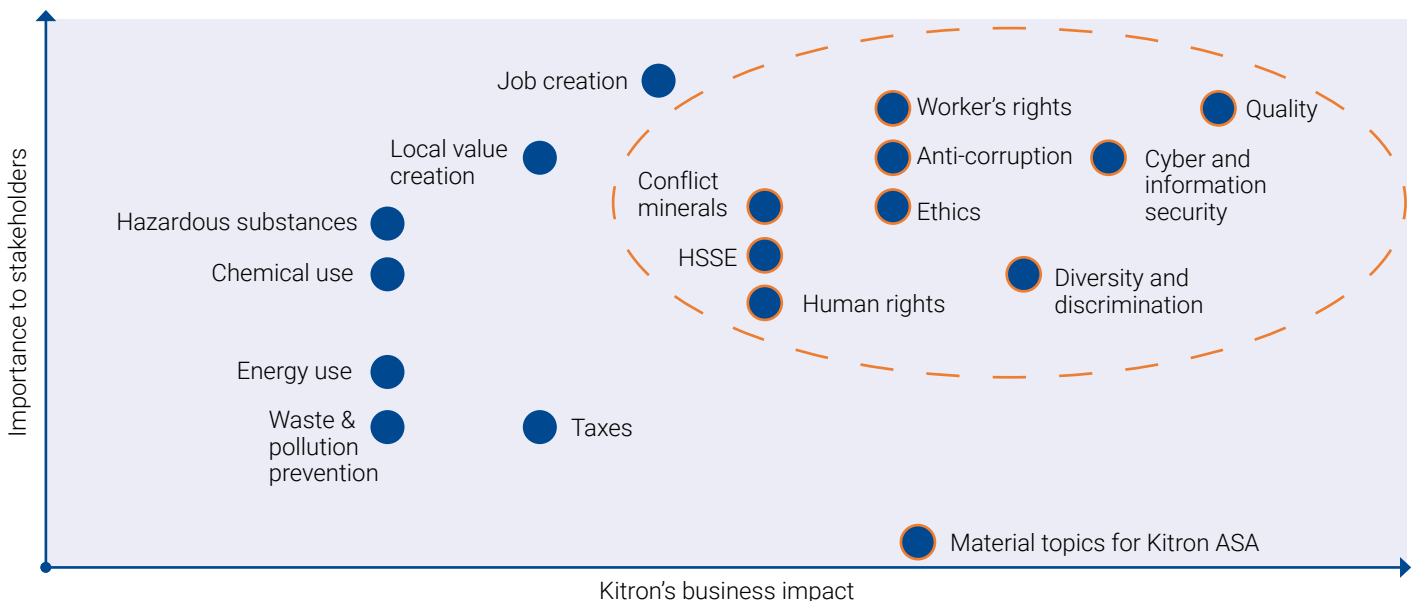 Importance to stakeholders
Job creation
Worker's rights
Quality
Local value
creation
Anti-corruption
Cyber and
information
security
Conflict
minerals
Ethics
Hazardous substances
HSSE
Chemical use
Diversity and
discrimination
Human rights
Energy use
Waste &
pollution
prevention
Taxes
Material topics for Kitron ASA
Kitron's business impact